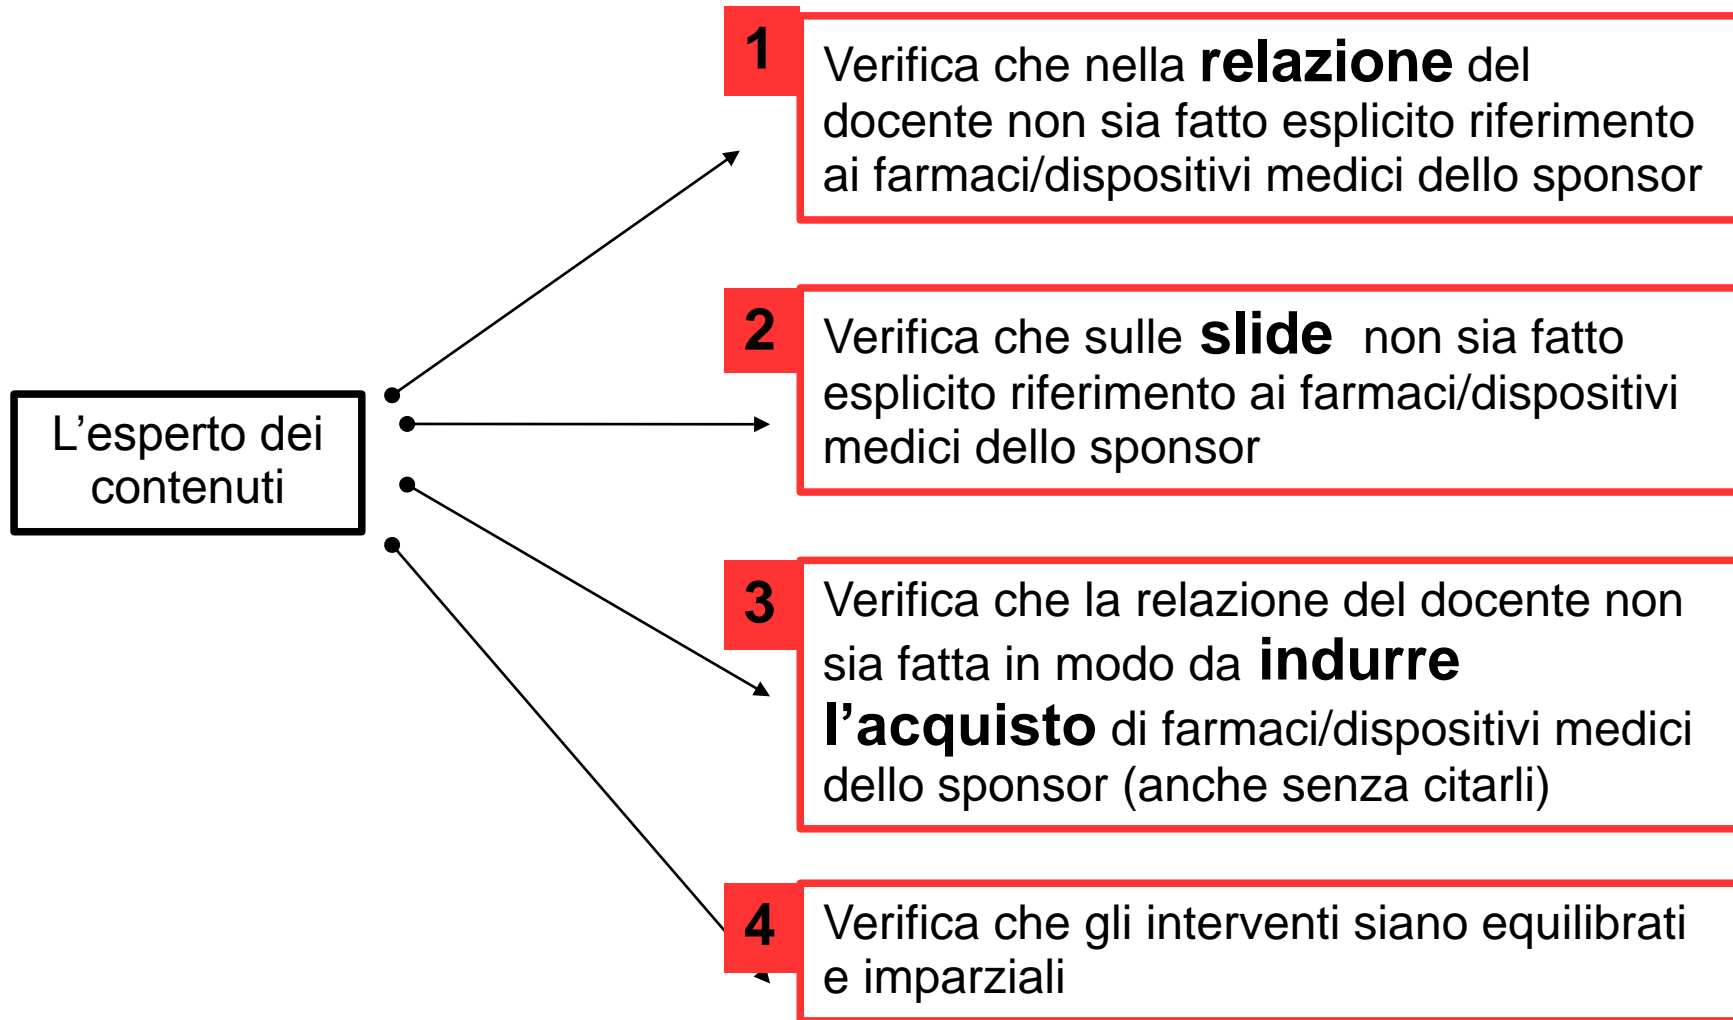 L’esperto dei
contenuti
1
Verifica che nella relazione del
docente non sia fatto esplicito riferimento
ai farmaci/dispositivi medici dello sponsor
2
Verifica che sulle slide non sia fatto
esplicito riferimento ai farmaci/dispositivi
medici dello sponsor
3
Verifica che la relazione del docente non
sia fatta in modo da indurre
l’acquisto di farmaci/dispositivi medici
dello sponsor (anche senza citarli)
4
Verifica che gli interventi siano equilibrati
e imparziali